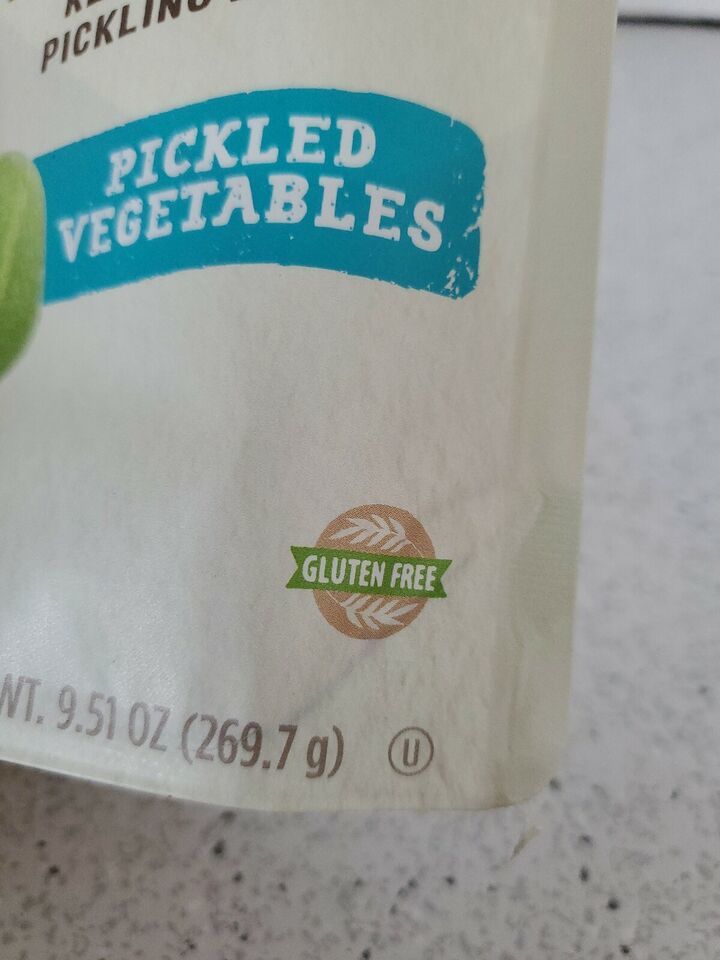 PICKLING
PICKLED
VEGETABLES
GLUTEN FREE
WT. 9.51 OZ (269.7 g) U